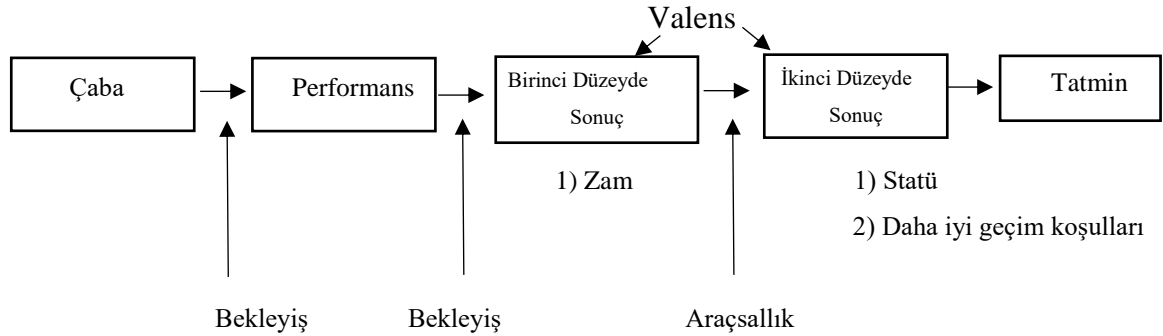 Valens
Çaba
Performans
Birinci Düzeyde
Sonuç
İkinci Düzeyde
Sonuç
Tatmin
1) Zam
1) Statü
2) Daha iyi geçim koşulları
Bekleyiş
Bekleyiş
Araçsallık